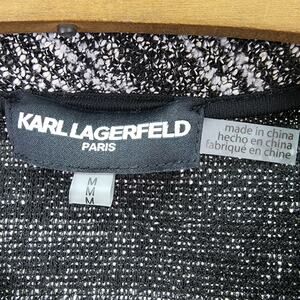 KARL LAGERFELD
PARIS
made in china
hecho en china
fabriqué en chine
M
M
M